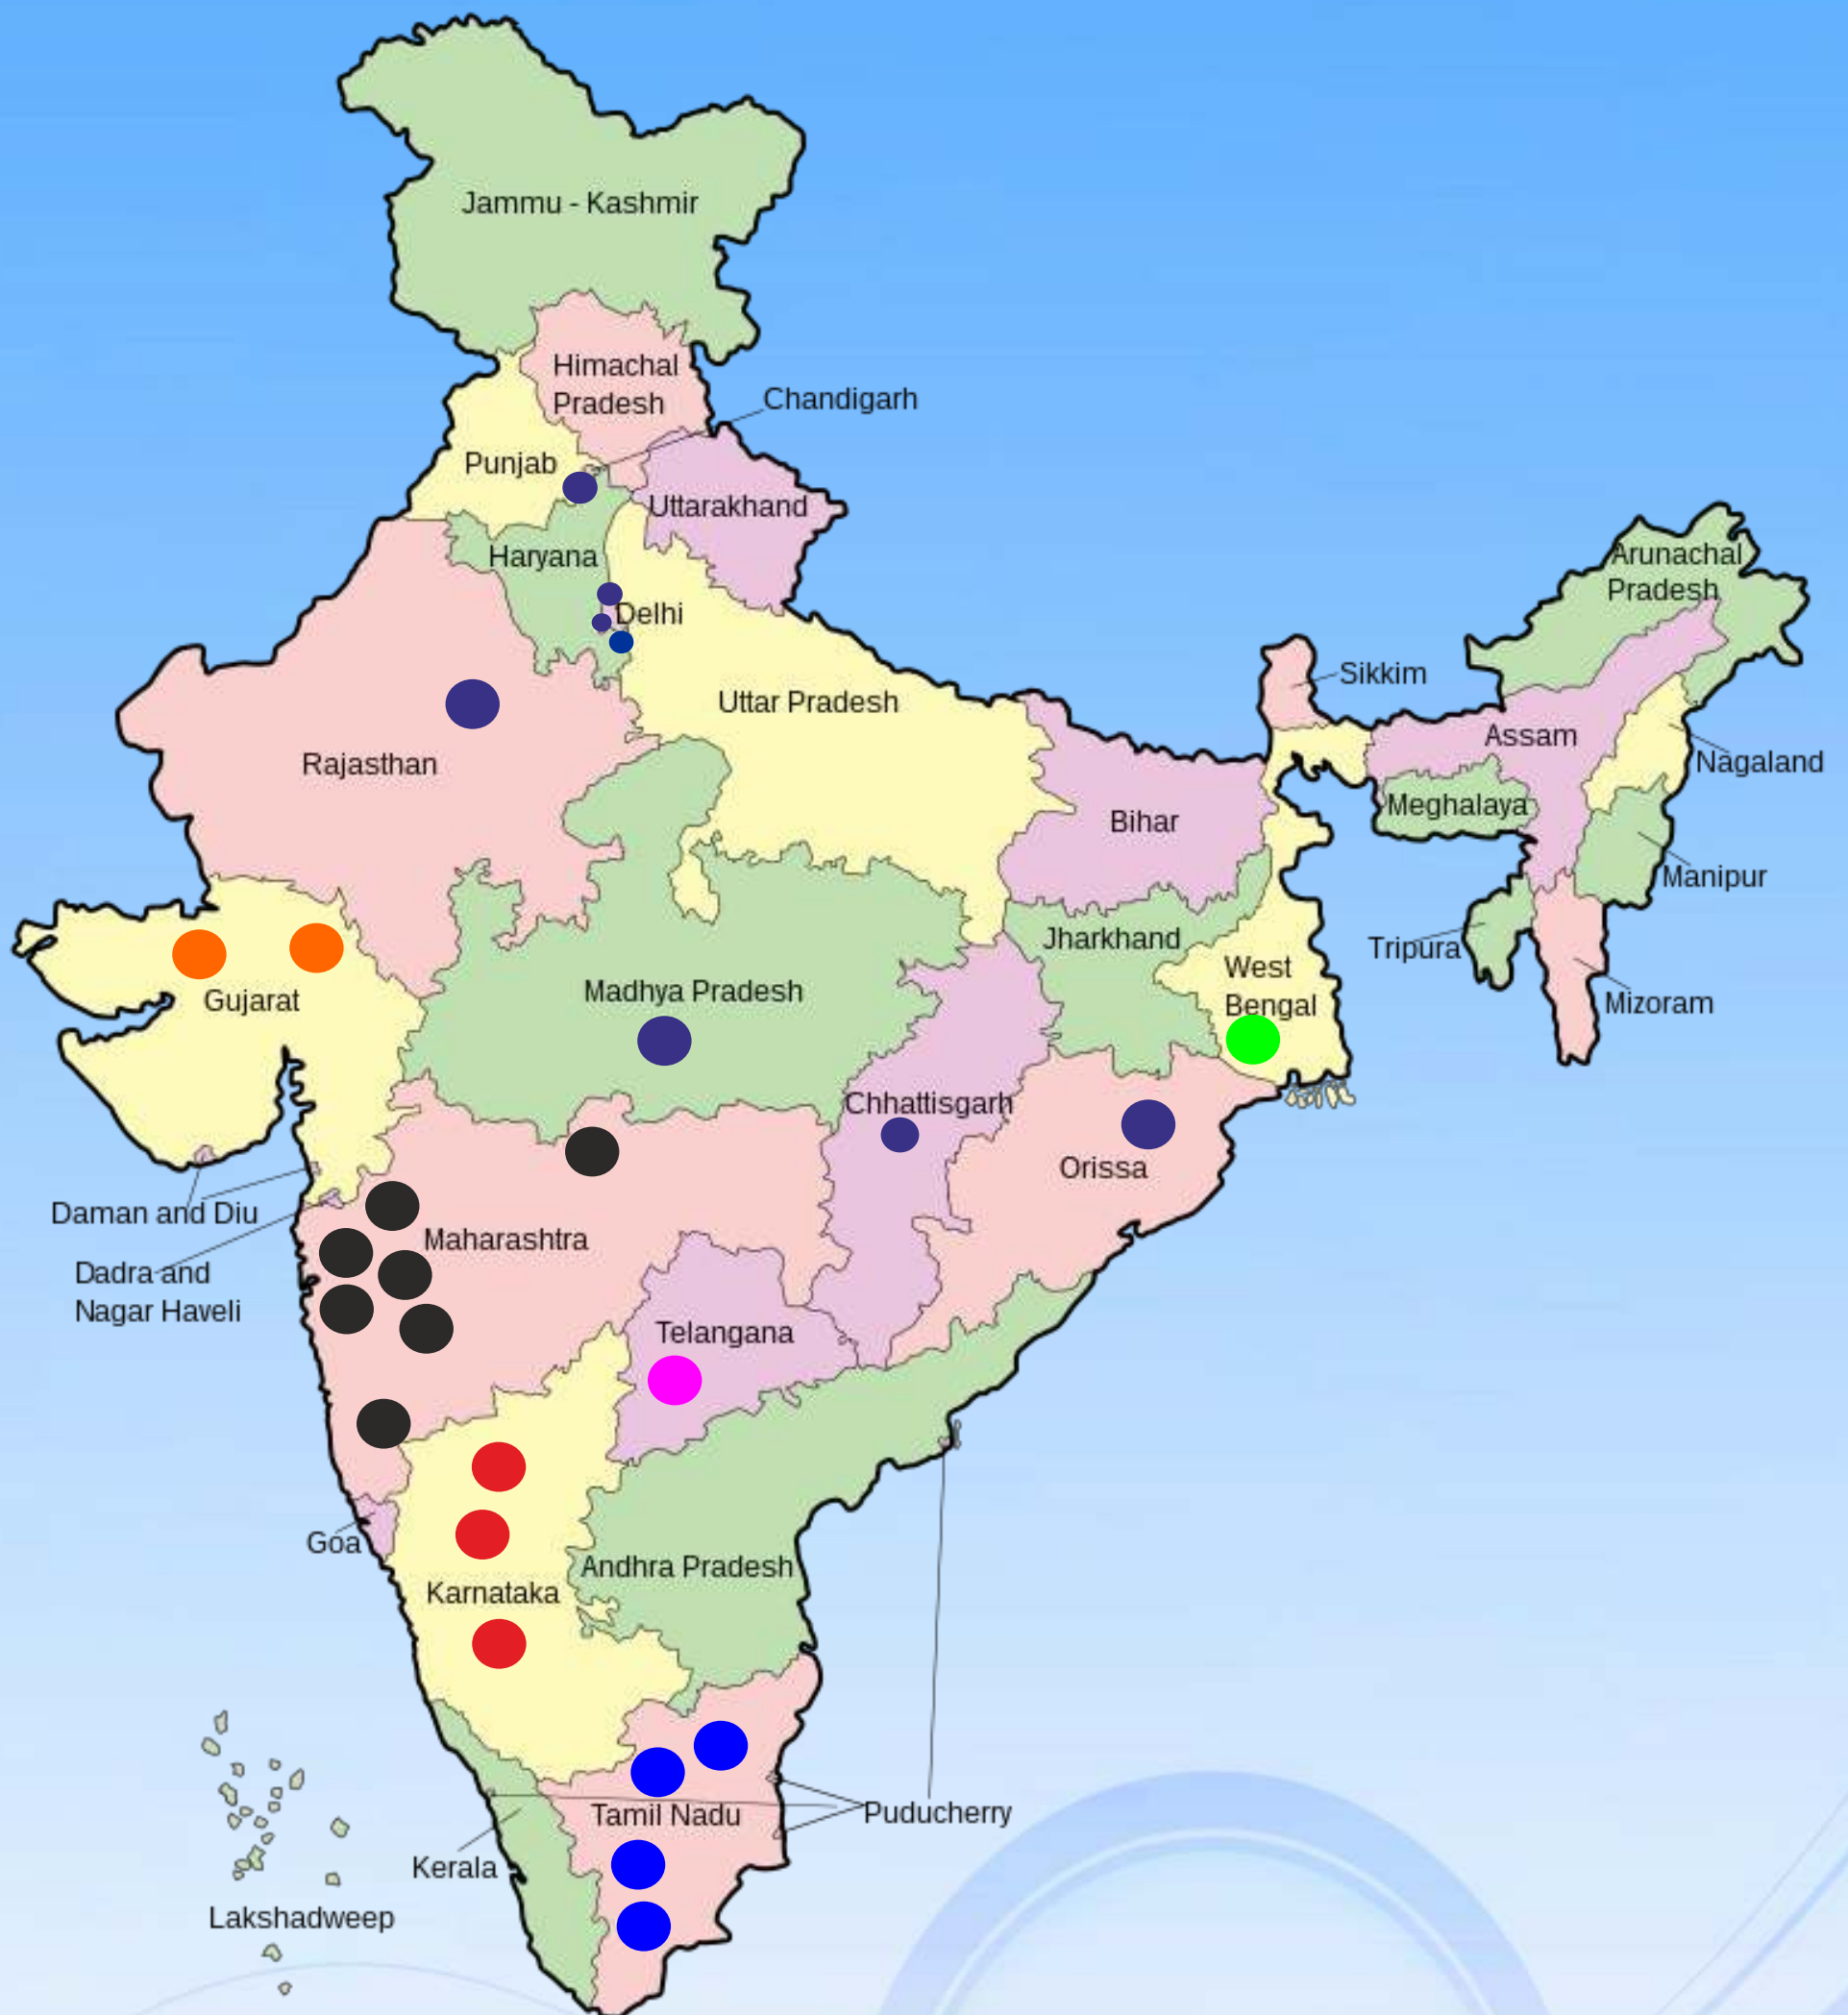 Jammu - Kashmir
Himachal
Pradesh
Chandigarh
Punjab
Uttarakhand
Haryana
Delhi
Arunachal
Pradesh
Sikkim
Uttar Pradesh
Assam
Nagaland
Rajasthan
Meghalaya
Bihar
Manipur
Jharkhand
Tripura
West
Bengal
Madhya Pradesh
Gujarat
Mizoram
Chhattisgarh
Orissa
Daman and Diu
Maharashtra
Dadra and
Nagar Haveli
Telangana
Goa
Andhra Pradesh
Karnataka
Puducherry
Tamil Nadu
Kerala
Lakshadweep